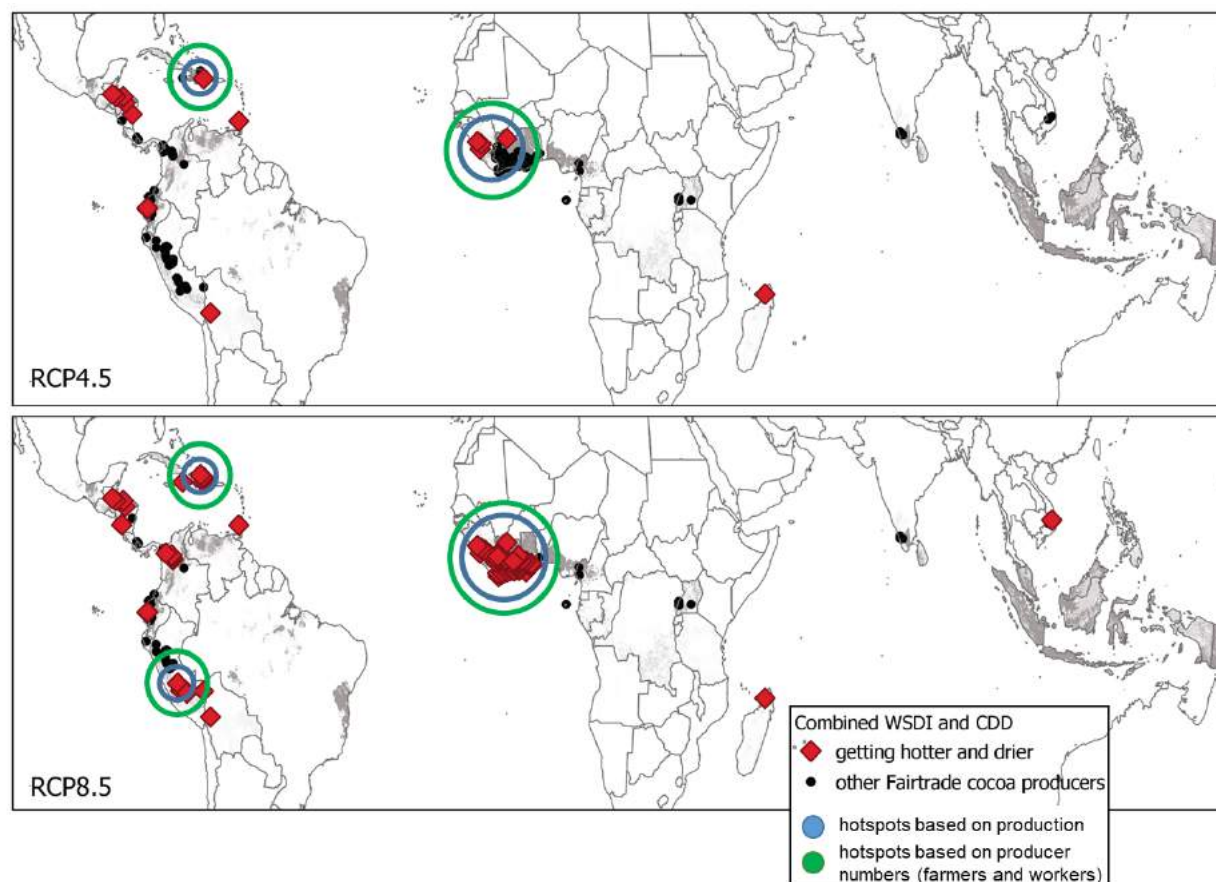 RCP4.5
RCP8.5
Combined WSDI and CDD
getting hotter and drier
other Fairtrade cocoa producers
hotspots based on production
hotspots based on producer
numbers (farmers and workers)